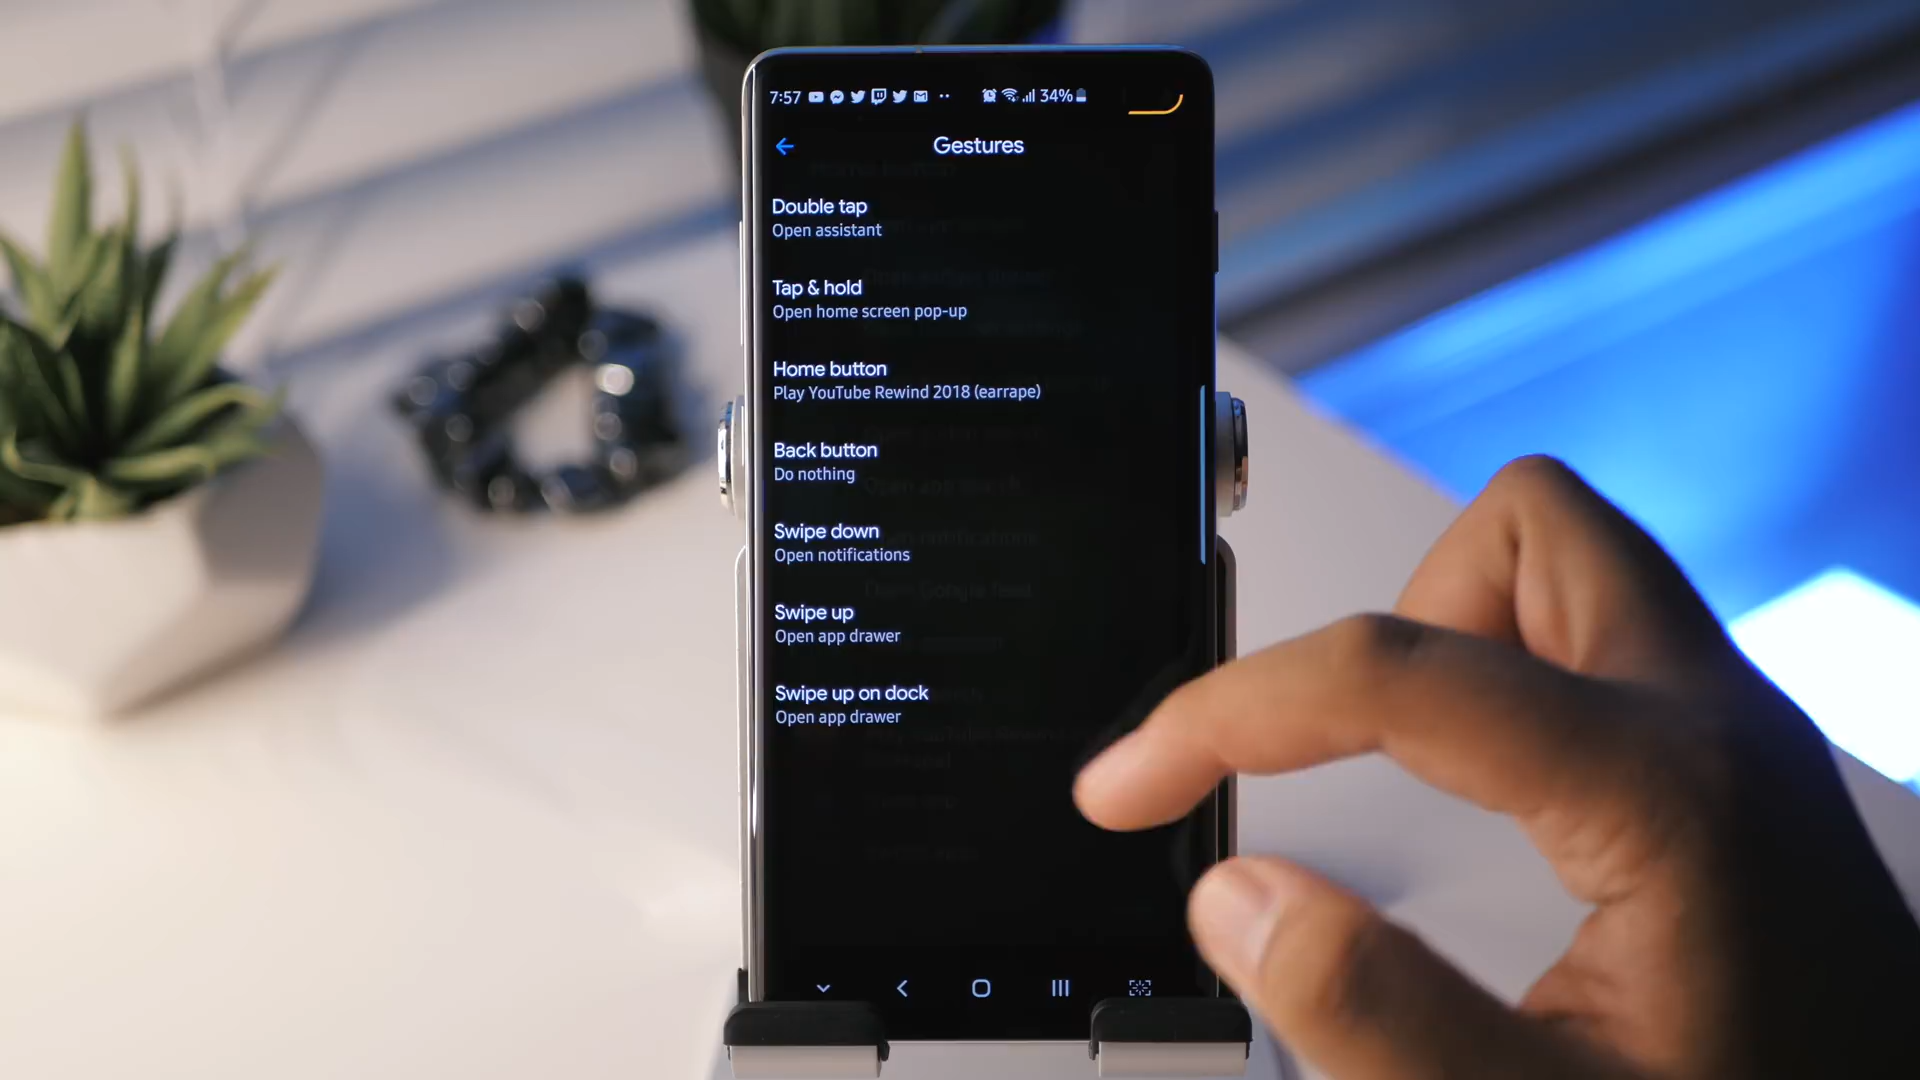 7:57 34%
Gestures
Double tap
Open assistant
Tap & hold
Open home screen pop-up
Home button
Play YouTube Rewind 2018 (earrape)
Back button
Do nothing
Swipe down
Open notifications
Swipe up
Open app drawer
Swipe up on dock
Open app drawer